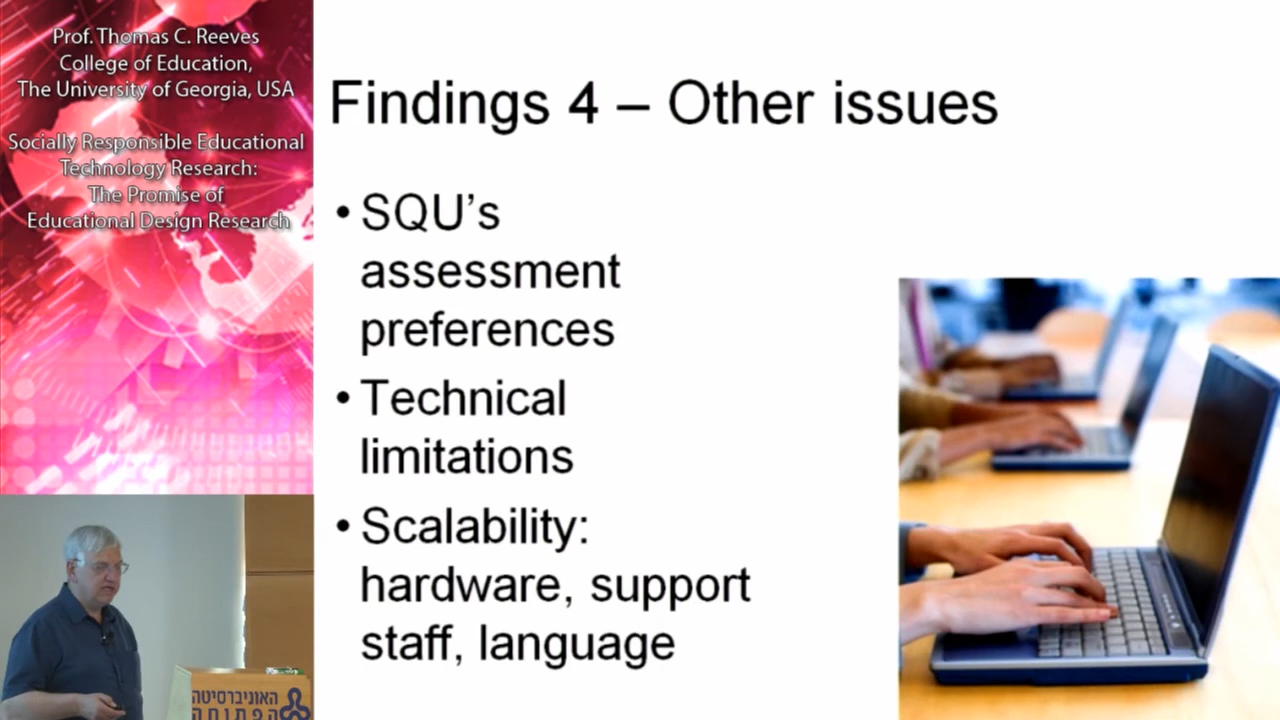 Prof. Thomas C. Reeves
College of Education,
The University of Georgia, USA
Socially Responsible Educational
Technology Research:
The Promise of
Educational Design Research
Findings 4 – Other issues
• SQU’s
assessment
preferences
• Technical
limitations
• Scalability:
hardware, support
staff, language
האוניברסיטה
הפתוחה